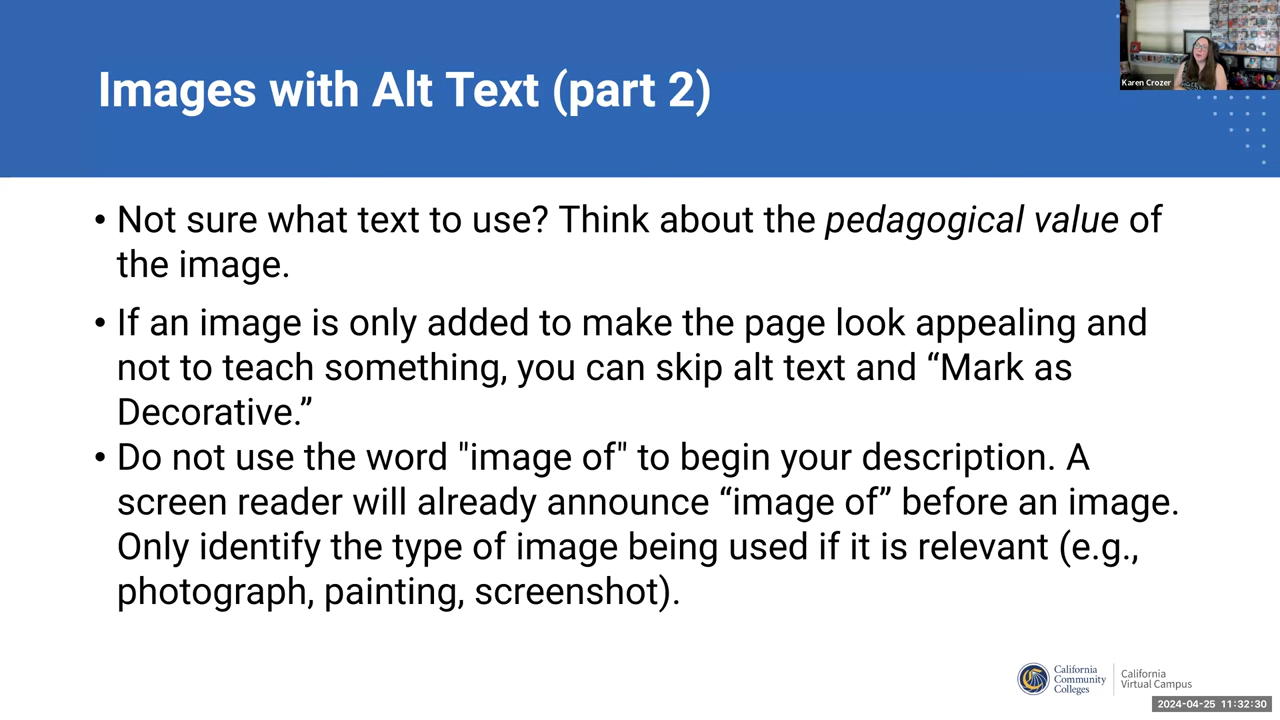 Images with Alt Text (part 2)
Karen Crozer
• Not sure what text to use? Think about the pedagogical value of
the image.
• If an image is only added to make the page look appealing and
not to teach something, you can skip alt text and “Mark as
Decorative.”
• Do not use the word "image of" to begin your description. A
screen reader will already announce “image of” before an image.
Only identify the type of image being used if it is relevant (e.g.,
photograph, painting, screenshot).
California
Community
Colleges
California
Virtual Campus
2024-04-25 11:32:30